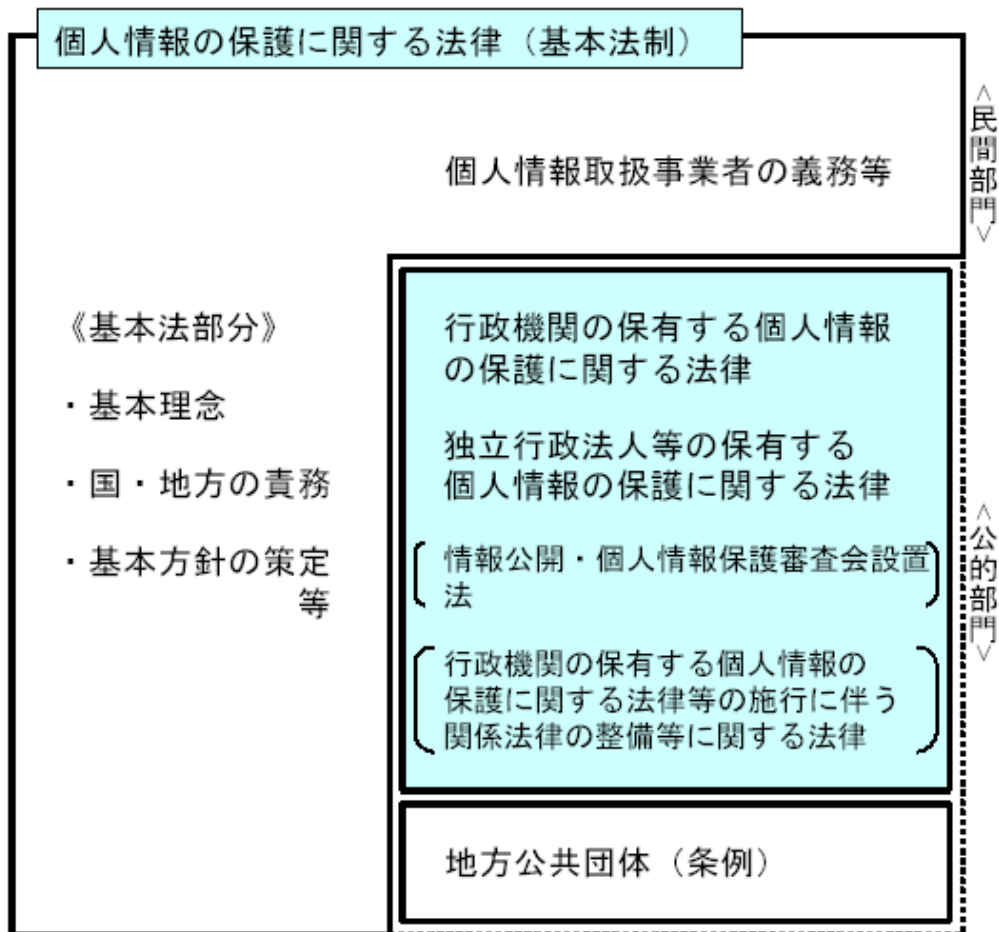 個人情報の保護に関する法律（基本法制）
個人情報取扱事業者の義務等
＜民間部門＞
《基本法部分》
・基本理念
・国・地方の責務
・基本方針の策定
等
行政機関の保有する個人情報
の保護に関する法律
独立行政法人等の保有する
個人情報の保護に関する法律
（情報公開・個人情報保護審査会設置
法）
（行政機関の保有する個人情報の
保護に関する法律等の施行に伴う
関係法律の整備等に関する法律）
＜公的部門＞
地方公共団体（条例）